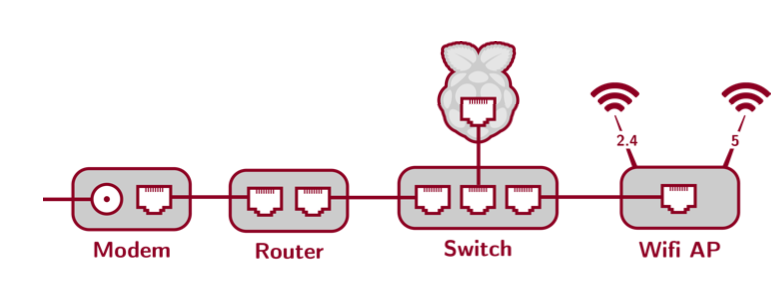 2.4
5
Modem
Router
Switch
Wifi AP